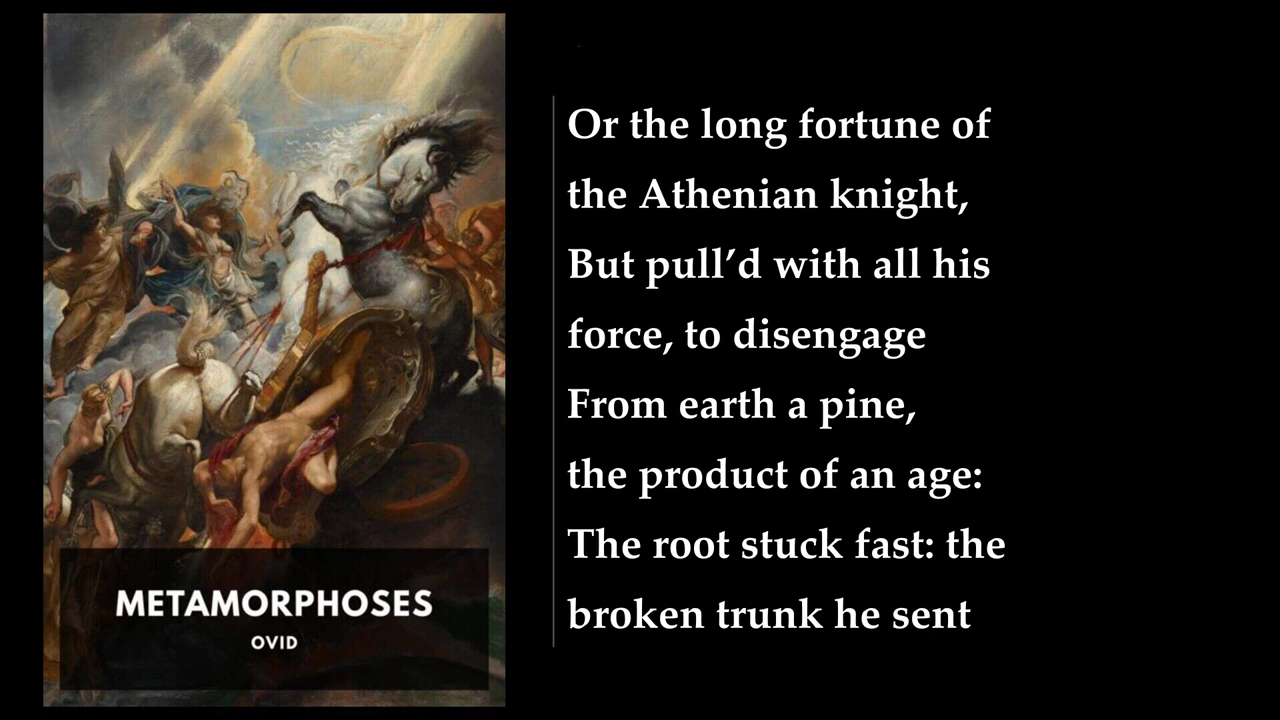 METAMORPHOSES
OVID
Or the long fortune of
the Athenian knight,
But pull’d with all his
force, to disengage
From earth a pine,
the product of an age:
The root stuck fast: the
broken trunk he sent